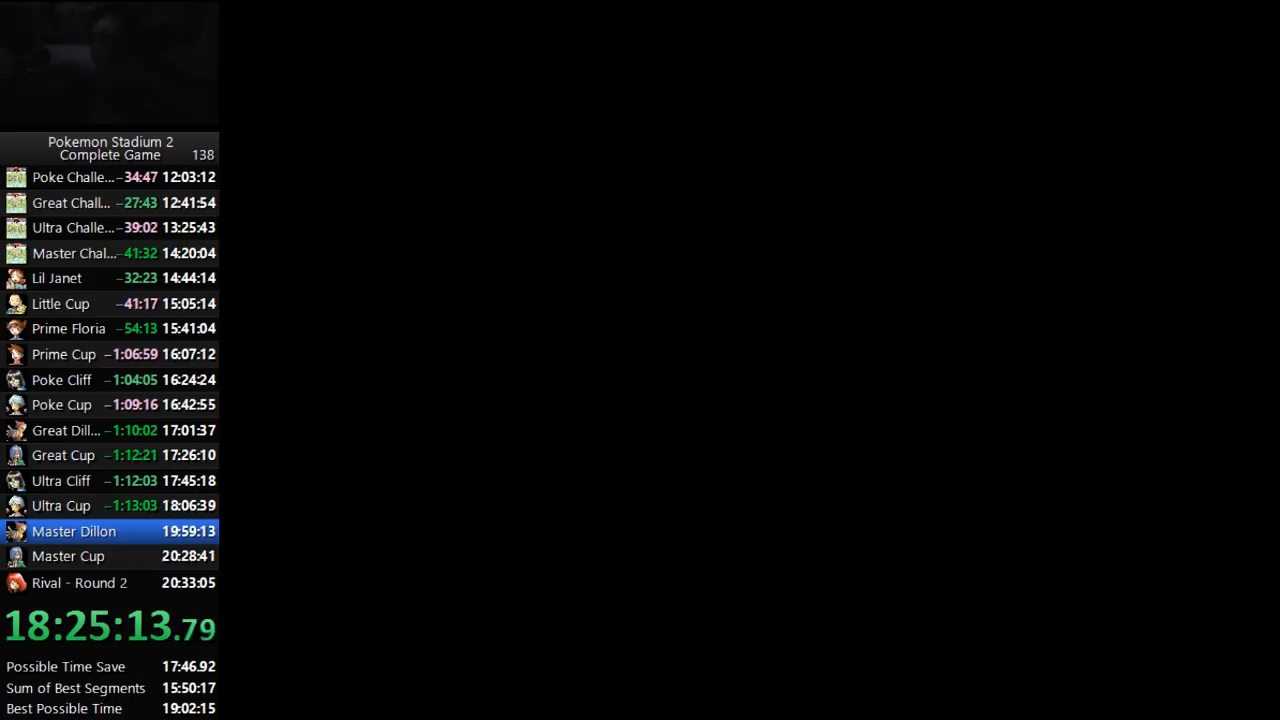 Pokemon Stadium 2
Complete Game 138
Poke Challe... −34:47 12:03:12
Great Chall... −27:43 12:41:54
Ultra Challe... −39:02 13:25:43
Master Chal... −41:32 14:20:04
Lil Janet −32:23 14:44:14
Little Cup −41:17 15:05:14
Prime Floria −54:13 15:41:04
Prime Cup −1:06:59 16:07:12
Poke Cliff −1:04:05 16:24:24
Poke Cup −1:09:16 16:42:55
Great Dill... −1:10:02 17:01:37
Great Cup −1:12:21 17:26:10
Ultra Cliff −1:12:03 17:45:18
Ultra Cup −1:13:03 18:06:39
Master Dillon 19:59:13
Master Cup 20:28:41
Rival - Round 2 20:33:05
18:25:13.79
Possible Time Save 17:46.92
Sum of Best Segments 15:50:17
Best Possible Time 19:02:15